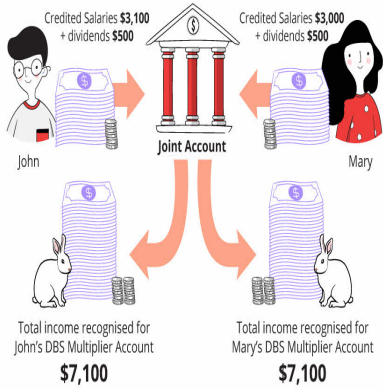 Credited Salaries $3,100
+ dividends $500
Credited Salaries $3,000
+ dividends $500
$
$
$
John
Joint Account
Mary
$
$
Total income recognised for
John's DBS Multiplier Account
$7,100
Total income recognised for
Mary's DBS Multiplier Account
$7,100